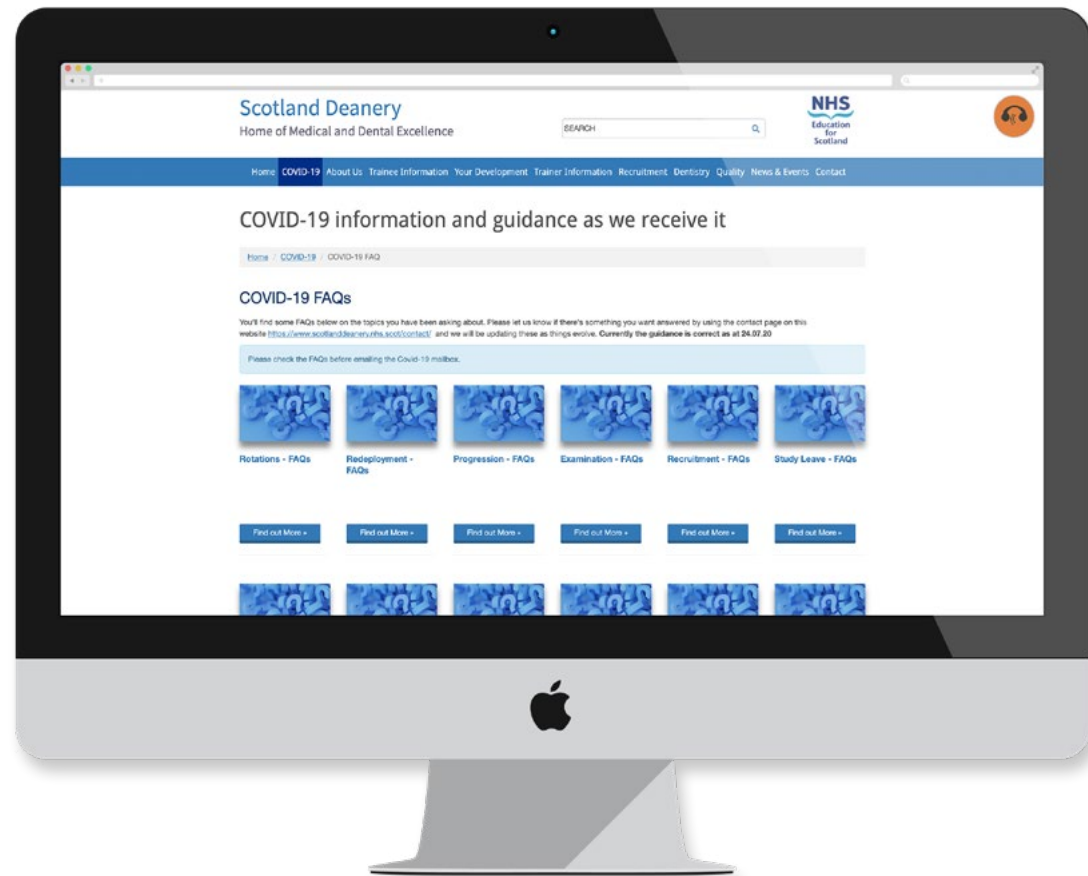 Scotland Deanery
Home of Medical and Dental Excellence
SEARCH
NHS
Education
for
Scotland
Home COVID-19 About Us Trainee Information Your Development Trainer Information Recruitment Dentistry Quality News & Events Contact
COVID-19 information and guidance as we receive it
Home / COVID-19 / COVID-19 FAQ
COVID-19 FAQs
You'll find some FAQs below on the topics you have been asking about. Please let us know if there's something you want answered by using the contact page on this
website https://www.scotlanddeanery.nhs.scot/contact/ and we will be updating these as things evolve. Currently the guidance is correct as at 24.07.20
Please check the FAQs before emailing the Covid-19 mailbox.
Rotations - FAQs
Redeployment -
FAQs
Progression - FAQs
Examination - FAQs
Recruitment - FAQs
Study Leave - FAQs
Find out More »
Find out More »
Find out More »
Find out More »
Find out More »
Find out More »